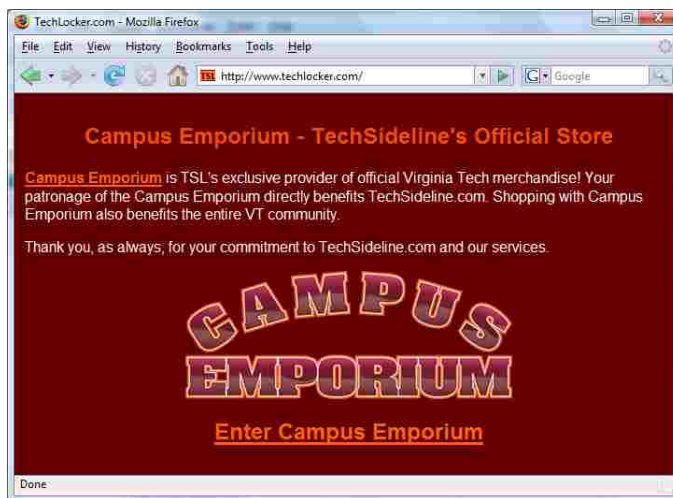 TechLocker.com - Mozilla Firefox
File Edit View History Bookmarks Tools Help
TSL http://www.techlocker.com/ G Google
Campus Emporium - TechSideline's Official Store
Campus Emporium is TSL's exclusive provider of official Virginia Tech merchandise! Your
patronage of the Campus Emporium directly benefits TechSideline.com. Shopping with Campus
Emporium also benefits the entire VT community.
Thank you, as always, for your commitment to TechSideline.com and our services.
CAMPUS
EMPORIUM
Enter Campus Emporium
Done